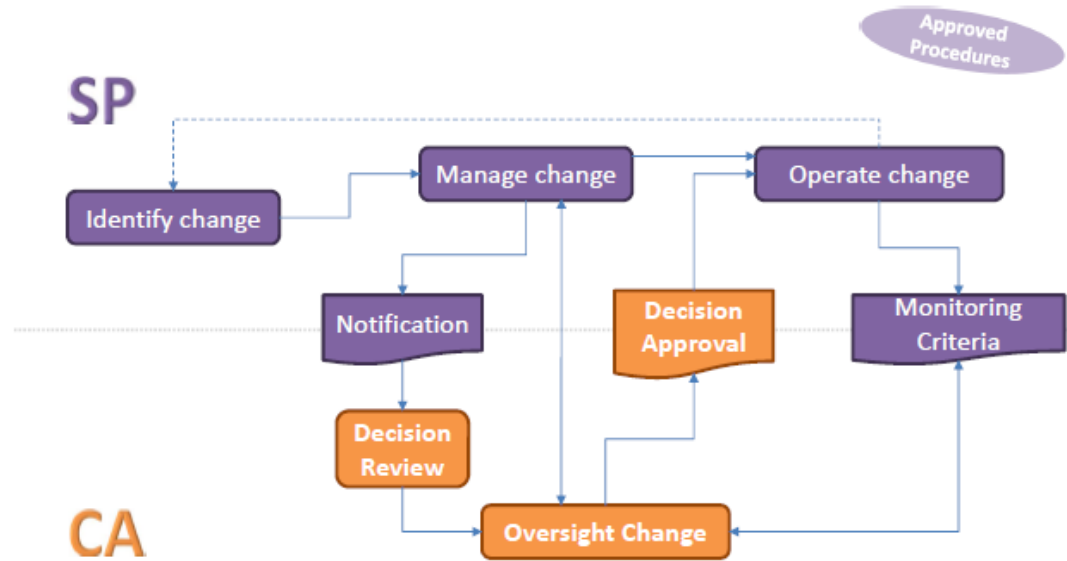 Approved
Procedures
SP
Manage change
Operate change
Identify change
Notification
Decision
Approval
Monitoring
Criteria
Decision
Review
Oversight Change
CA